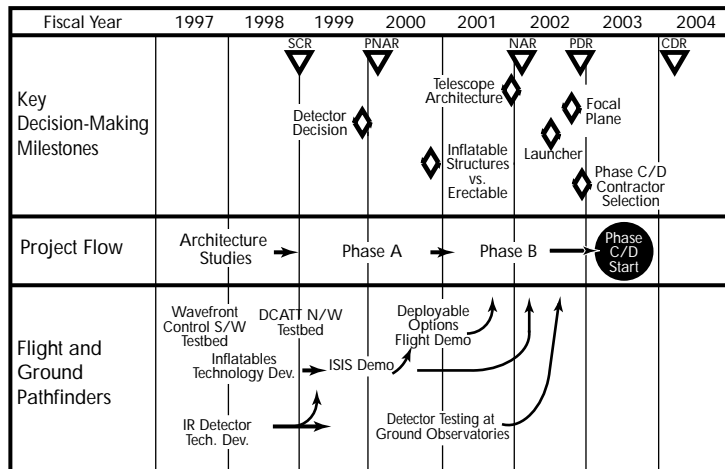 Fiscal Year 1997 1998 1999 2000 2001 2002 2003 2004
SCR PNAR NAR PDR CDR
Key
Decision-Making
Milestones
Detector
Decision
Telescope
Architecture
Inflatable
Structures
vs.
Erectable
Launcher
Focal
Plane
Phase C/D
Contractor
Selection
Project Flow
Architecture
Studies
Phase A
Phase B
Phase
C/D
Start
Flight and
Ground
Pathfinders
Wavefront
Control S/W
Testbed
DCATT N/W
Testbed
Inflatables
Technology Dev.
ISIS Demo
Deployable
Options
Flight Demo
IR Detector
Tech. Dev.
Detector Testing at
Ground Observatories